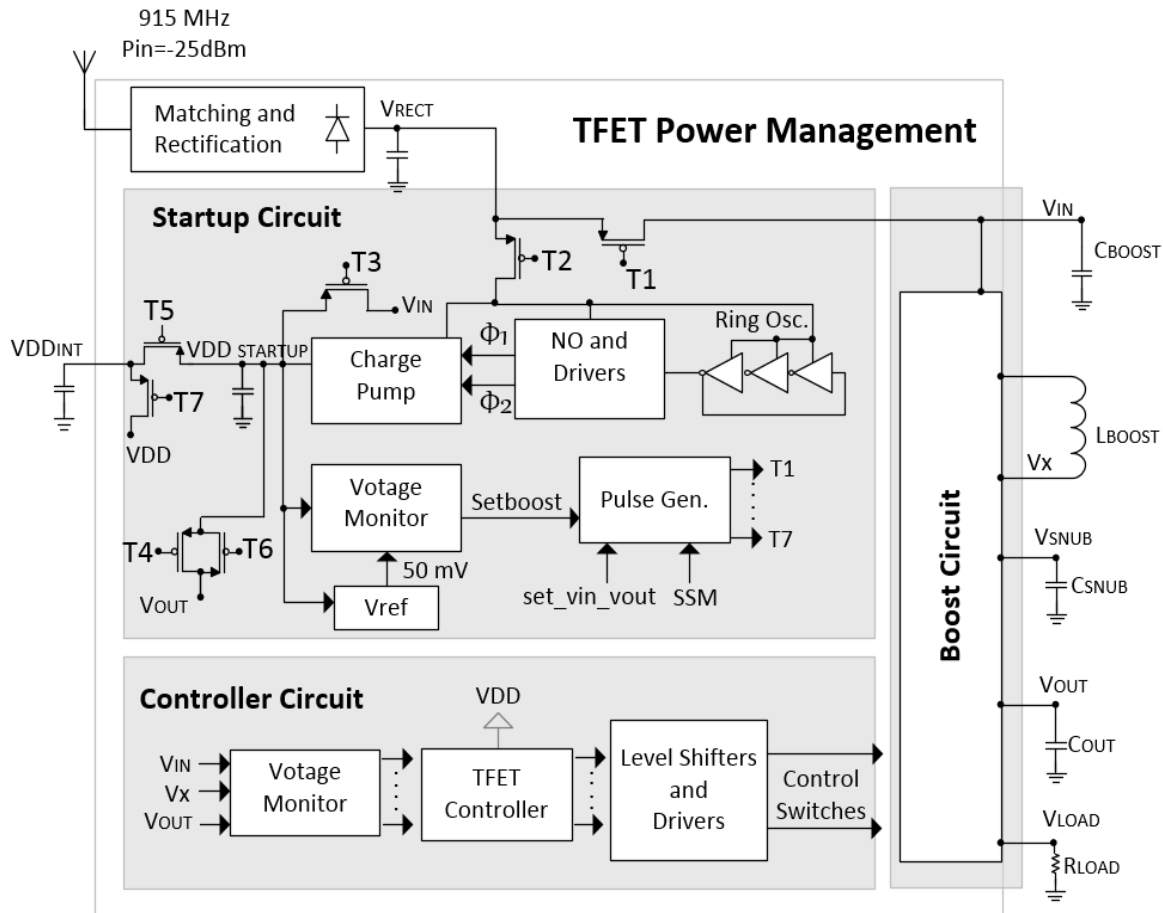 915 MHz
Pin=-25dBm
Matching and
Rectification
VRECT
TFET Power Management
Startup Circuit
VIN
CBOOST
T2
T1
T3
VIN
T5
VDDINT
VDD STARTUP
T7
VDD
Charge
Pump
Φ1
Φ2
NO and
Drivers
Ring Osc.
LBOOST
Vx
Votage
Monitor
Setboost
Pulse Gen.
T1
T7
T4
T6
VOUT
50 mV
Vref
set_vin_vout
SSM
Boost Circuit
VSNUB
CSNUB
VOUT
COUT
VLOAD
RLOAD
Controller Circuit
VDD
VIN
Vx
VOUT
Votage
Monitor
TFET
Controller
Level Shifters
and
Drivers
Control
Switches